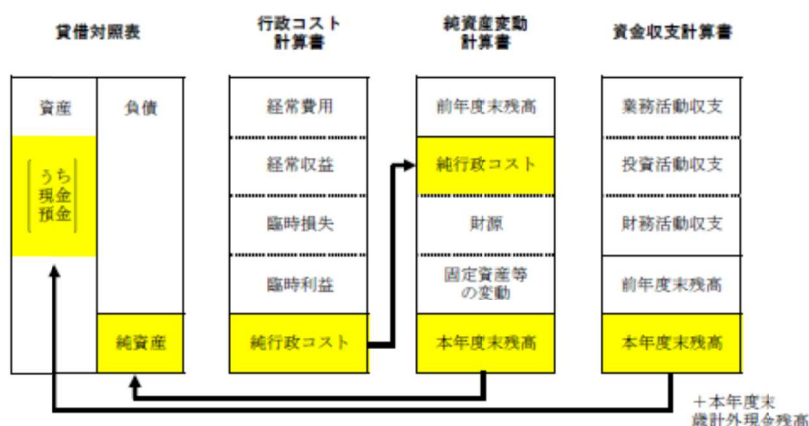 貸借対照表
行政コスト
計算書
純資産変動
計算書
資金収支計算書
資産
負債
うち
現金
預金
純資産
経常費用
経常収益
臨時損失
臨時利益
純行政コスト
前年度末残高
純行政コスト
財源
固定資産等
の変動
本年度末残高
業務活動収支
投資活動収支
財務活動収支
前年度末残高
本年度末残高
＋本年度末
歳計外現金残高